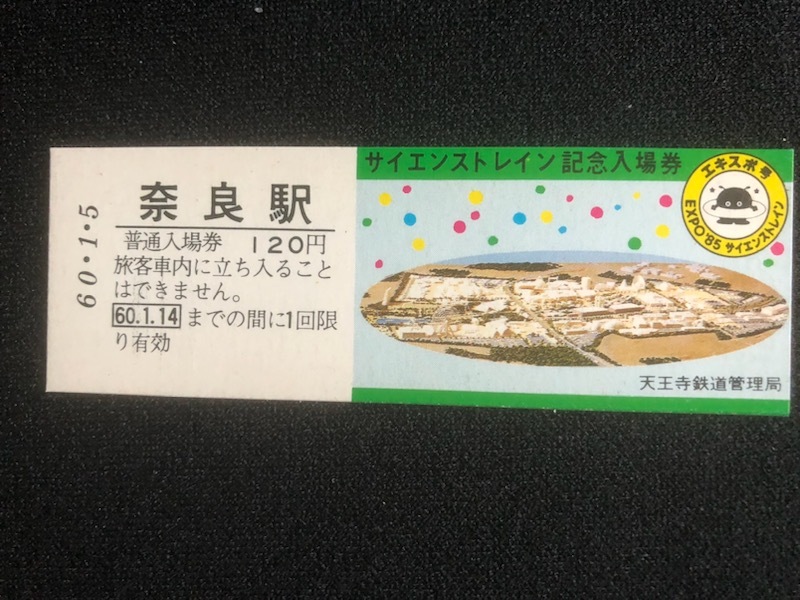 60・1・5
奈良駅
普通入場券 120円
旅客車内に立ち入ること
はできません。
60.1.14 までの間に1回限
り有効
サイエンストレイン記念入場券
エキスポ号
EXPO'85 サイエンストレイン
天王寺鉄道管理局